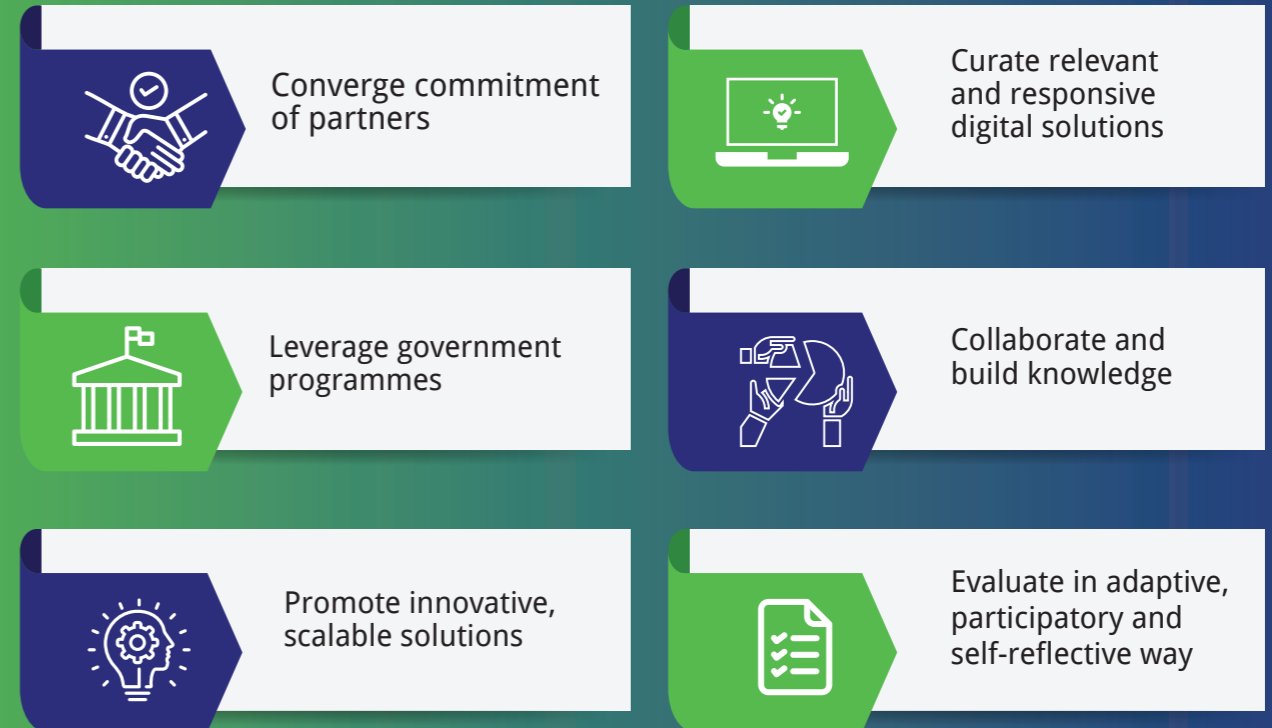 Converge commitment
of partners
Curate relevant
and responsive
digital solutions
Leverage government
programmes
Collaborate and
build knowledge
Promote innovative,
scalable solutions
Evaluate in adaptive,
participatory and
self-reflective way